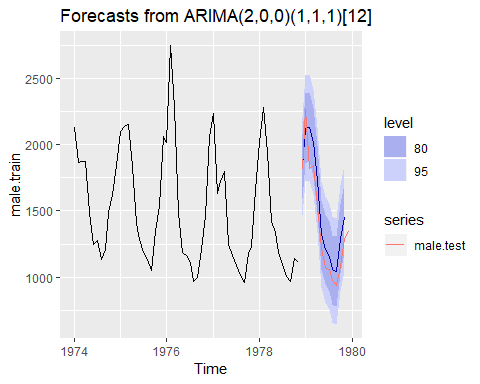 Forecasts from ARIMA(2,0,0)(1,1,1)[12]
male.train
2500
2000
1500
1000
1974
1976
1978
1980
Time
level
80
95
series
male.test